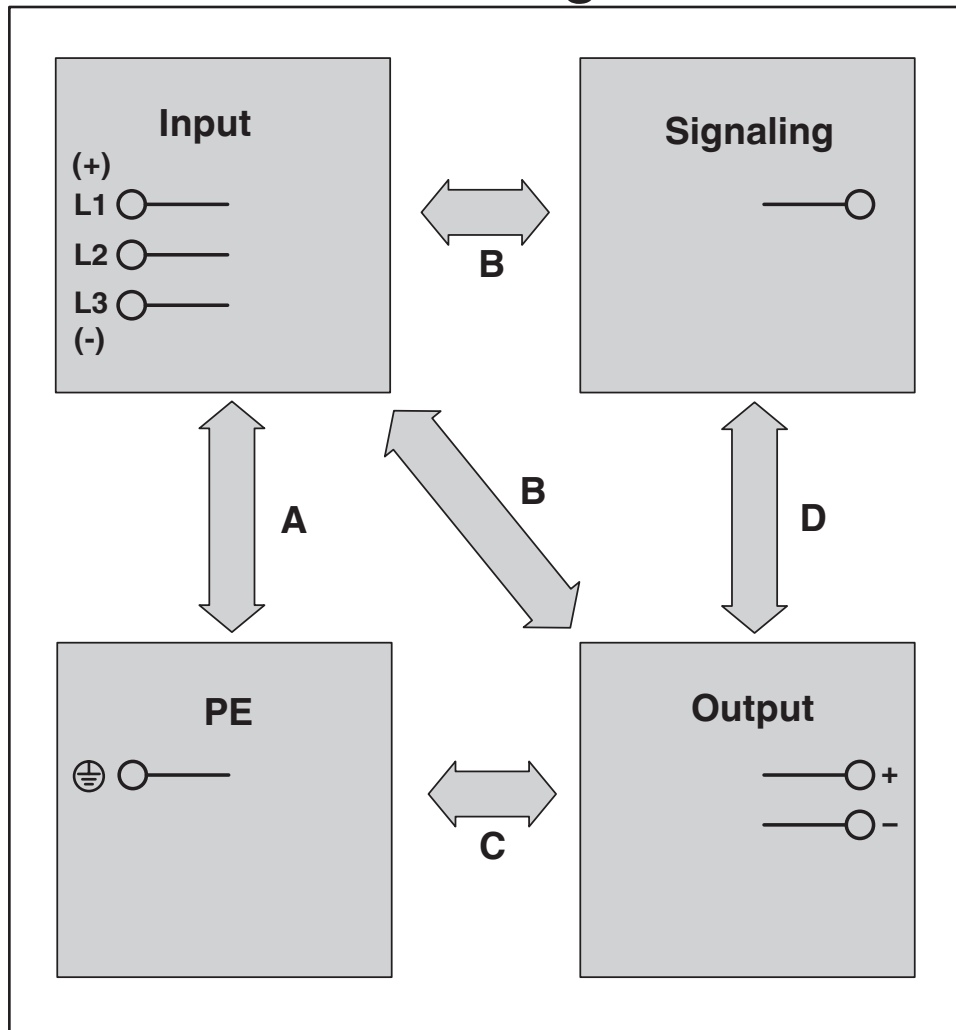 Input
(+)
L1
L2
L3
(-)
Signaling
B
A
B
D
PE
Output
+
–
C